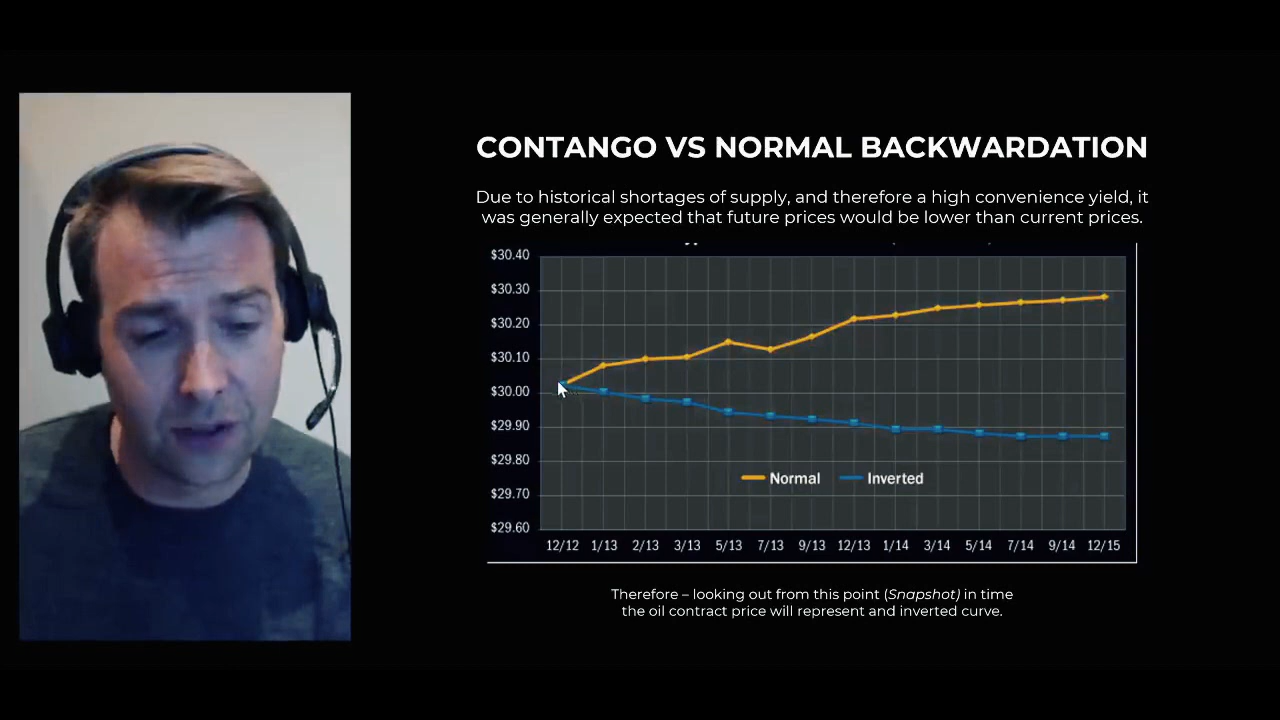 CONTANGO VS NORMAL BACKWARDATION
Due to historical shortages of supply, and therefore a high convenience yield, it
was generally expected that future prices would be lower than current prices.
$30.40
$30.30
$30.20
$30.10
$30.00
$29.90
$29.80
$29.70
$29.60
Normal Inverted
12/12 1/13 2/13 3/13 5/13 7/13 9/13 12/13 1/14 3/14 5/14 7/14 9/14 12/15
Therefore – looking out from this point (Snapshot) in time
the oil contract price will represent and inverted curve.